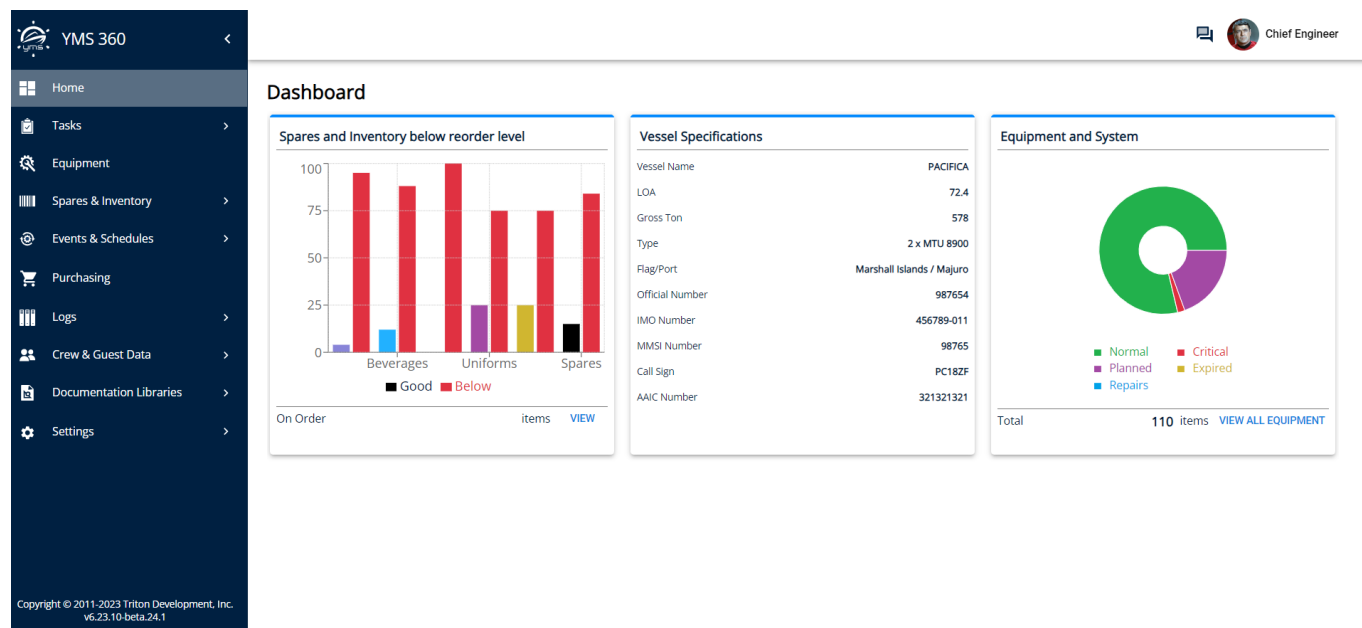 yms
YMS 360
Chief Engineer
Home
Tasks
Equipment
Spares & Inventory
Events & Schedules
Purchasing
Logs
Crew & Guest Data
Documentation Libraries
Settings
Copyright © 2011-2023 Triton Development, Inc.
v6.23.10-beta.24.1
Dashboard
Spares and Inventory below reorder level
100
75
50
25
0
Beverages Uniforms Spares
Good Below
On Order items VIEW
Vessel Specifications
Vessel Name PACIFICA
LOA 72.4
Gross Ton 578
Type 2 x MTU 8900
Flag/Port Marshall Islands / Majuro
Official Number 987654
IMO Number 456789-011
MMSI Number 98765
Call Sign PC18ZF
AAIC Number 321321321
Equipment and System
Normal Critical
Planned Expired
Repairs
Total 110 items VIEW ALL EQUIPMENT